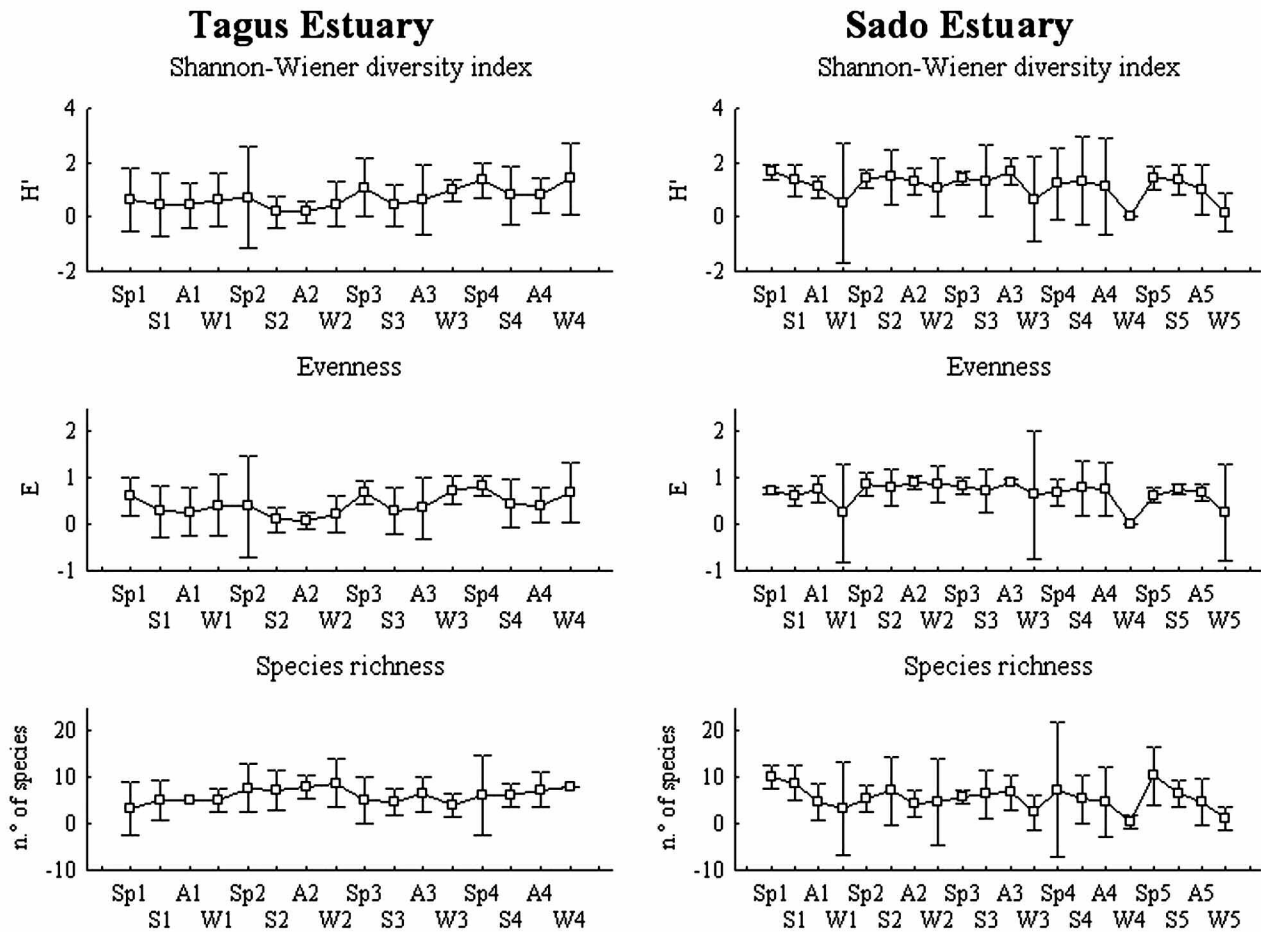 Tagus Estuary
Shannon-Wiener diversity index
4
2
0
-2
H'
Sp1 A1 Sp2 A2 Sp3 A3 Sp4 A4
S1 W1 S2 W2 S3 W3 S4 W4
Evenness
2
1
0
-1
E
Sp1 A1 Sp2 A2 Sp3 A3 Sp4 A4
S1 W1 S2 W2 S3 W3 S4 W4
Species richness
20
10
0
-10
n.° of species
Sp1 A1 Sp2 A2 Sp3 A3 Sp4 A4
S1 W1 S2 W2 S3 W3 S4 W4
Sado Estuary
Shannon-Wiener diversity index
4
2
0
-2
H'
Sp1 A1 Sp2 A2 Sp3 A3 Sp4 A4 Sp5 A5
S1 W1 S2 W2 S3 W3 S4 W4 S5 W5
Evenness
2
1
0
-1
E
Sp1 A1 Sp2 A2 Sp3 A3 Sp4 A4 Sp5 A5
S1 W1 S2 W2 S3 W3 S4 W4 S5 W5
Species richness
20
10
0
-10
n.° of species
Sp1 A1 Sp2 A2 Sp3 A3 Sp4 A4 Sp5 A5
S1 W1 S2 W2 S3 W3 S4 W4 S5 W5